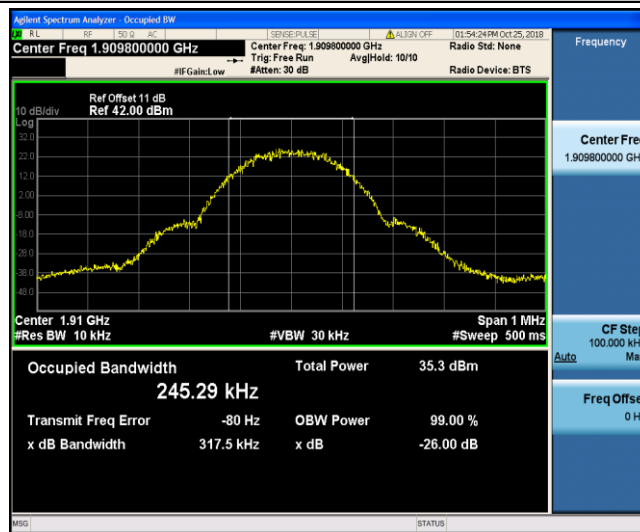 Agilent Spectrum Analyzer - Occupied BW
RL RF 50 Ω AC SENSE:PULSE ALIGN OFF 01:54:24 PM Oct 25, 2018
Center Freq 1.909800000 GHz
Center Freq: 1.909800000 GHz
Radio Std: None
Trig: Free Run Avg|Hold: 10/10
#IFGain:Low #Atten: 30 dB Radio Device: BTS
Ref Offset 11 dB
10 dB/div Ref 42.00 dBm
Log
32.0
22.0
12.0
2.00
-8.00
-18.0
-28.0
-38.0
-48.0
Center 1.91 GHz Span 1 MHz
#Res BW 10 kHz #VBW 30 kHz #Sweep 500 ms
Occupied Bandwidth Total Power 35.3 dBm
245.29 kHz
Transmit Freq Error -80 Hz OBW Power 99.00 %
x dB Bandwidth 317.5 kHz x dB -26.00 dB
MSG STATUS
Frequency
Center Fre
1.909800000 GH
CF Ste
100.000 kH
Auto Ma
Freq Offse
0 H